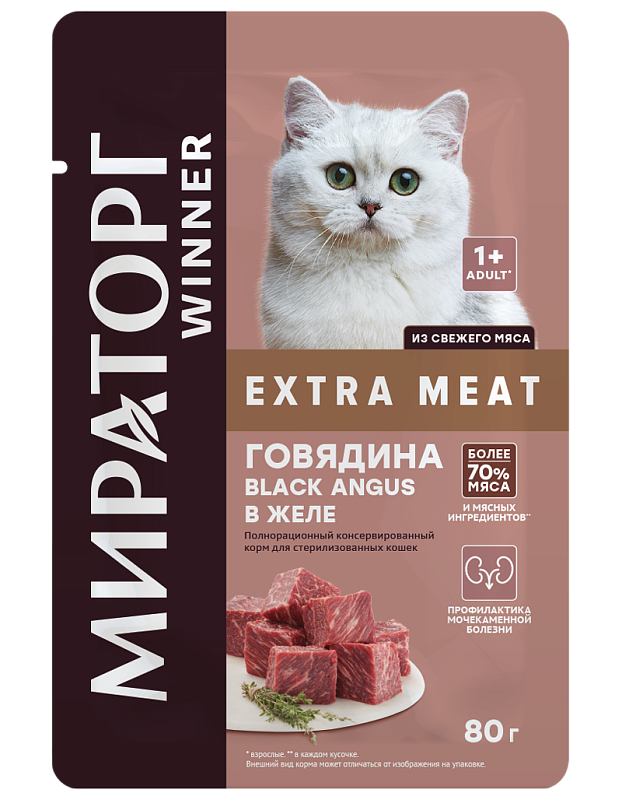 МИРАТОРГ
WINNER
1+
ADULT*
ИЗ СВЕЖЕГО МЯСА
EXTRA MEAT
ГОВЯДИНА
BLACK ANGUS
В ЖЕЛЕ
Полнорационный консервированный
корм для стерилизованных кошек
БОЛЕЕ
70%
МЯСА
И МЯСНЫХ
ИНГРЕДИЕНТОВ**
ПРОФИЛАКТИКА
МОЧЕКАМЕННОЙ
БОЛЕЗНИ
80 г
* взрослые. ** в каждом кусочке.
Внешний вид корма может отличаться от изображения на упаковке.